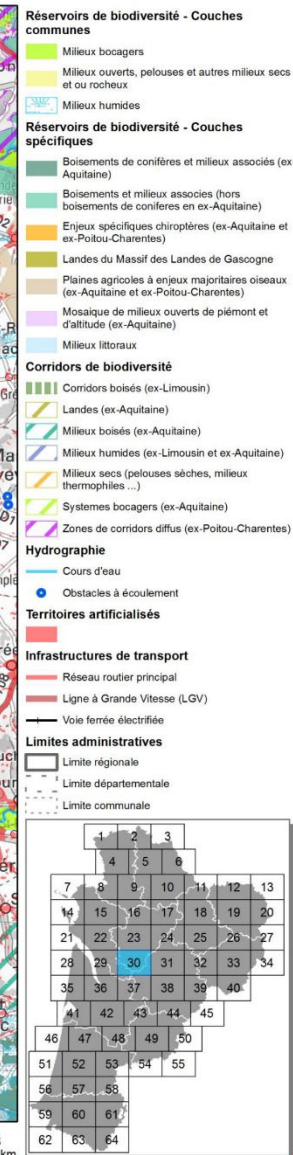 Réservoirs de biodiversité - Couches
communes
Milieux bocagers
Milieux ouverts, pelouses et autres milieux secs
et ou rocheux
Milieux humides
Réservoirs de biodiversité - Couches
spécifiques
Boisements de conifères et milieux associés (ex
Aquitaine)
Boisements et milieux associes (hors
boisements de coniferes en ex-Aquitaine)
Enjeux spécifiques chiroptères (ex-Aquitaine et
ex-Poitou-Charentes)
Landes du Massif des Landes de Gascogne
Plaines agricoles à enjeux majoritaires oiseaux
(ex-Aquitaine et ex-Poitou-Charentes)
Mosaique de milieux ouverts de piémont et
d'altitude (ex-Aquitaine)
Milieux littoraux
Corridors de biodiversité
Corridors boisés (ex-Limousin)
Landes (ex-Aquitaine)
Milieux boisés (ex-Aquitaine)
Milieux humides (ex-Limousin et ex-Aquitaine)
Milieux secs (pelouses sèches, milieux
thermophiles ...)
Systemes bocagers (ex-Aquitaine)
Zones de corridors diffus (ex-Poitou-Charentes)
Hydrographie
Cours d'eau
Obstacles à écoulement
Territoires artificialisés
Infrastructures de transport
Réseau routier principal
Ligne à Grande Vitesse (LGV)
Voie ferrée électrifiée
Limites administratives
Limite régionale
Limite départementale
Limite communale
1 2 3
4 5 6
7 8 9 10 11 12 13
14 15 16 17 18 19 20
21 22 23 24 25 26 27
28 29 30 31 32 33 34
35 36 37 38 39 40
41 42 43 44 45
46 47 48 49 50
51 52 53 54 55
56 57 58
59 60 61
62 63 64
km